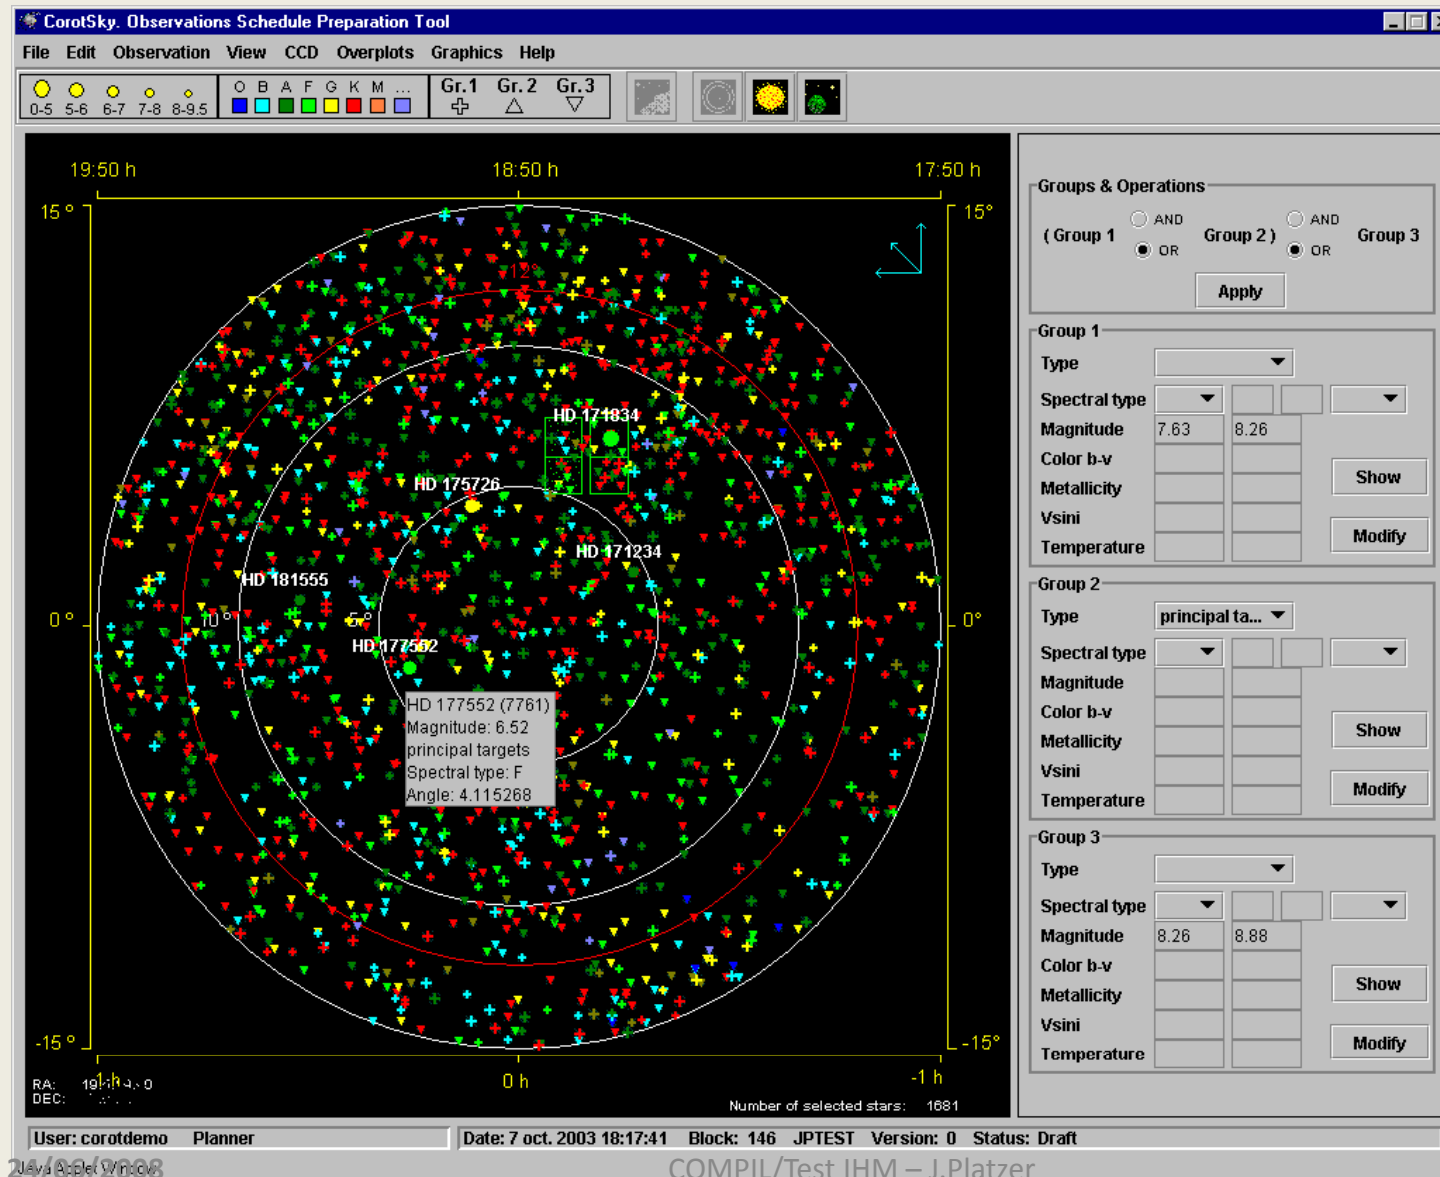 CorotSky. Observations Schedule Preparation Tool
File Edit Observation View CCD Overplots Graphics Help
0-5 5-6 6-7 7-8 8-9.5
O B A F G K M ...
Gr.1 Gr.2 Gr.3
19:50 h 18:50 h 17:50 h
15° 15°
12°
HD 171834
HD 175726
HD 171234
HD 181555
0° 10° 5° 0°
HD 177552
HD 177552 (7761)
Magnitude: 6.52
principal targets
Spectral type: F
Angle: 4.115268
-15° -15°
1 h 0 h -1 h
RA:
DEC:
Number of selected stars: 1681
Groups & Operations
AND AND
( Group 1 Group 2 ) Group 3
OR OR
Apply
Group 1
Type
Spectral type
Magnitude 7.63 8.26
Color b-v
Metallicity
Show
Vsini
Modify
Temperature
Group 2
Type principal ta...
Spectral type
Magnitude
Color b-v
Metallicity
Show
Vsini
Modify
Temperature
Group 3
Type
Spectral type
Magnitude 8.26 8.88
Color b-v
Metallicity
Show
Vsini
Modify
Temperature
User: corotdemo Planner
Date: 7 oct. 2003 18:17:41 Block: 146 JPTEST Version: 0 Status: Draft
Java Applet Window
24/06/2008
COMPIL/Test IHM – J.Platzer